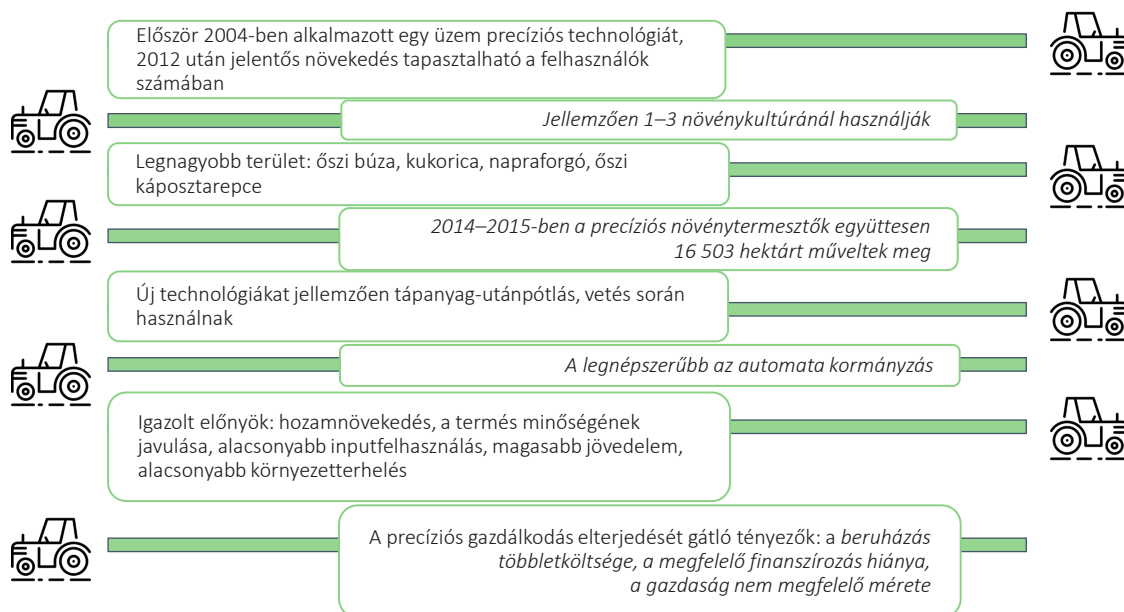 Először 2004-ben alkalmazott egy üzem precíziós technológiát,
2012 után jelentős növekedés tapasztalható a felhasználók
számában
Jellemzően 1–3 növénykultúránál használják
Legnagyobb terület: őszi búza, kukorica, napraforgó, őszi
káposztarepce
2014–2015-ben a precíziós növénytermesztők együttesen
16 503 hektárt műveltek meg
Új technológiákat jellemzően tápanyag-utánpótlás, vetés során
használnak
A legnépszerűbb az automata kormányzás
Igazolt előnyök: hozamnövekedés, a termés minőségének
javulása, alacsonyabb inputfelhasználás, magasabb jövedelem,
alacsonyabb környezetterhelés
A precíziós gazdálkodás elterjedését gátló tényezők: a beruházás
többletköltsége, a megfelelő finanszírozás hiánya,
a gazdaság nem megfelelő mérete